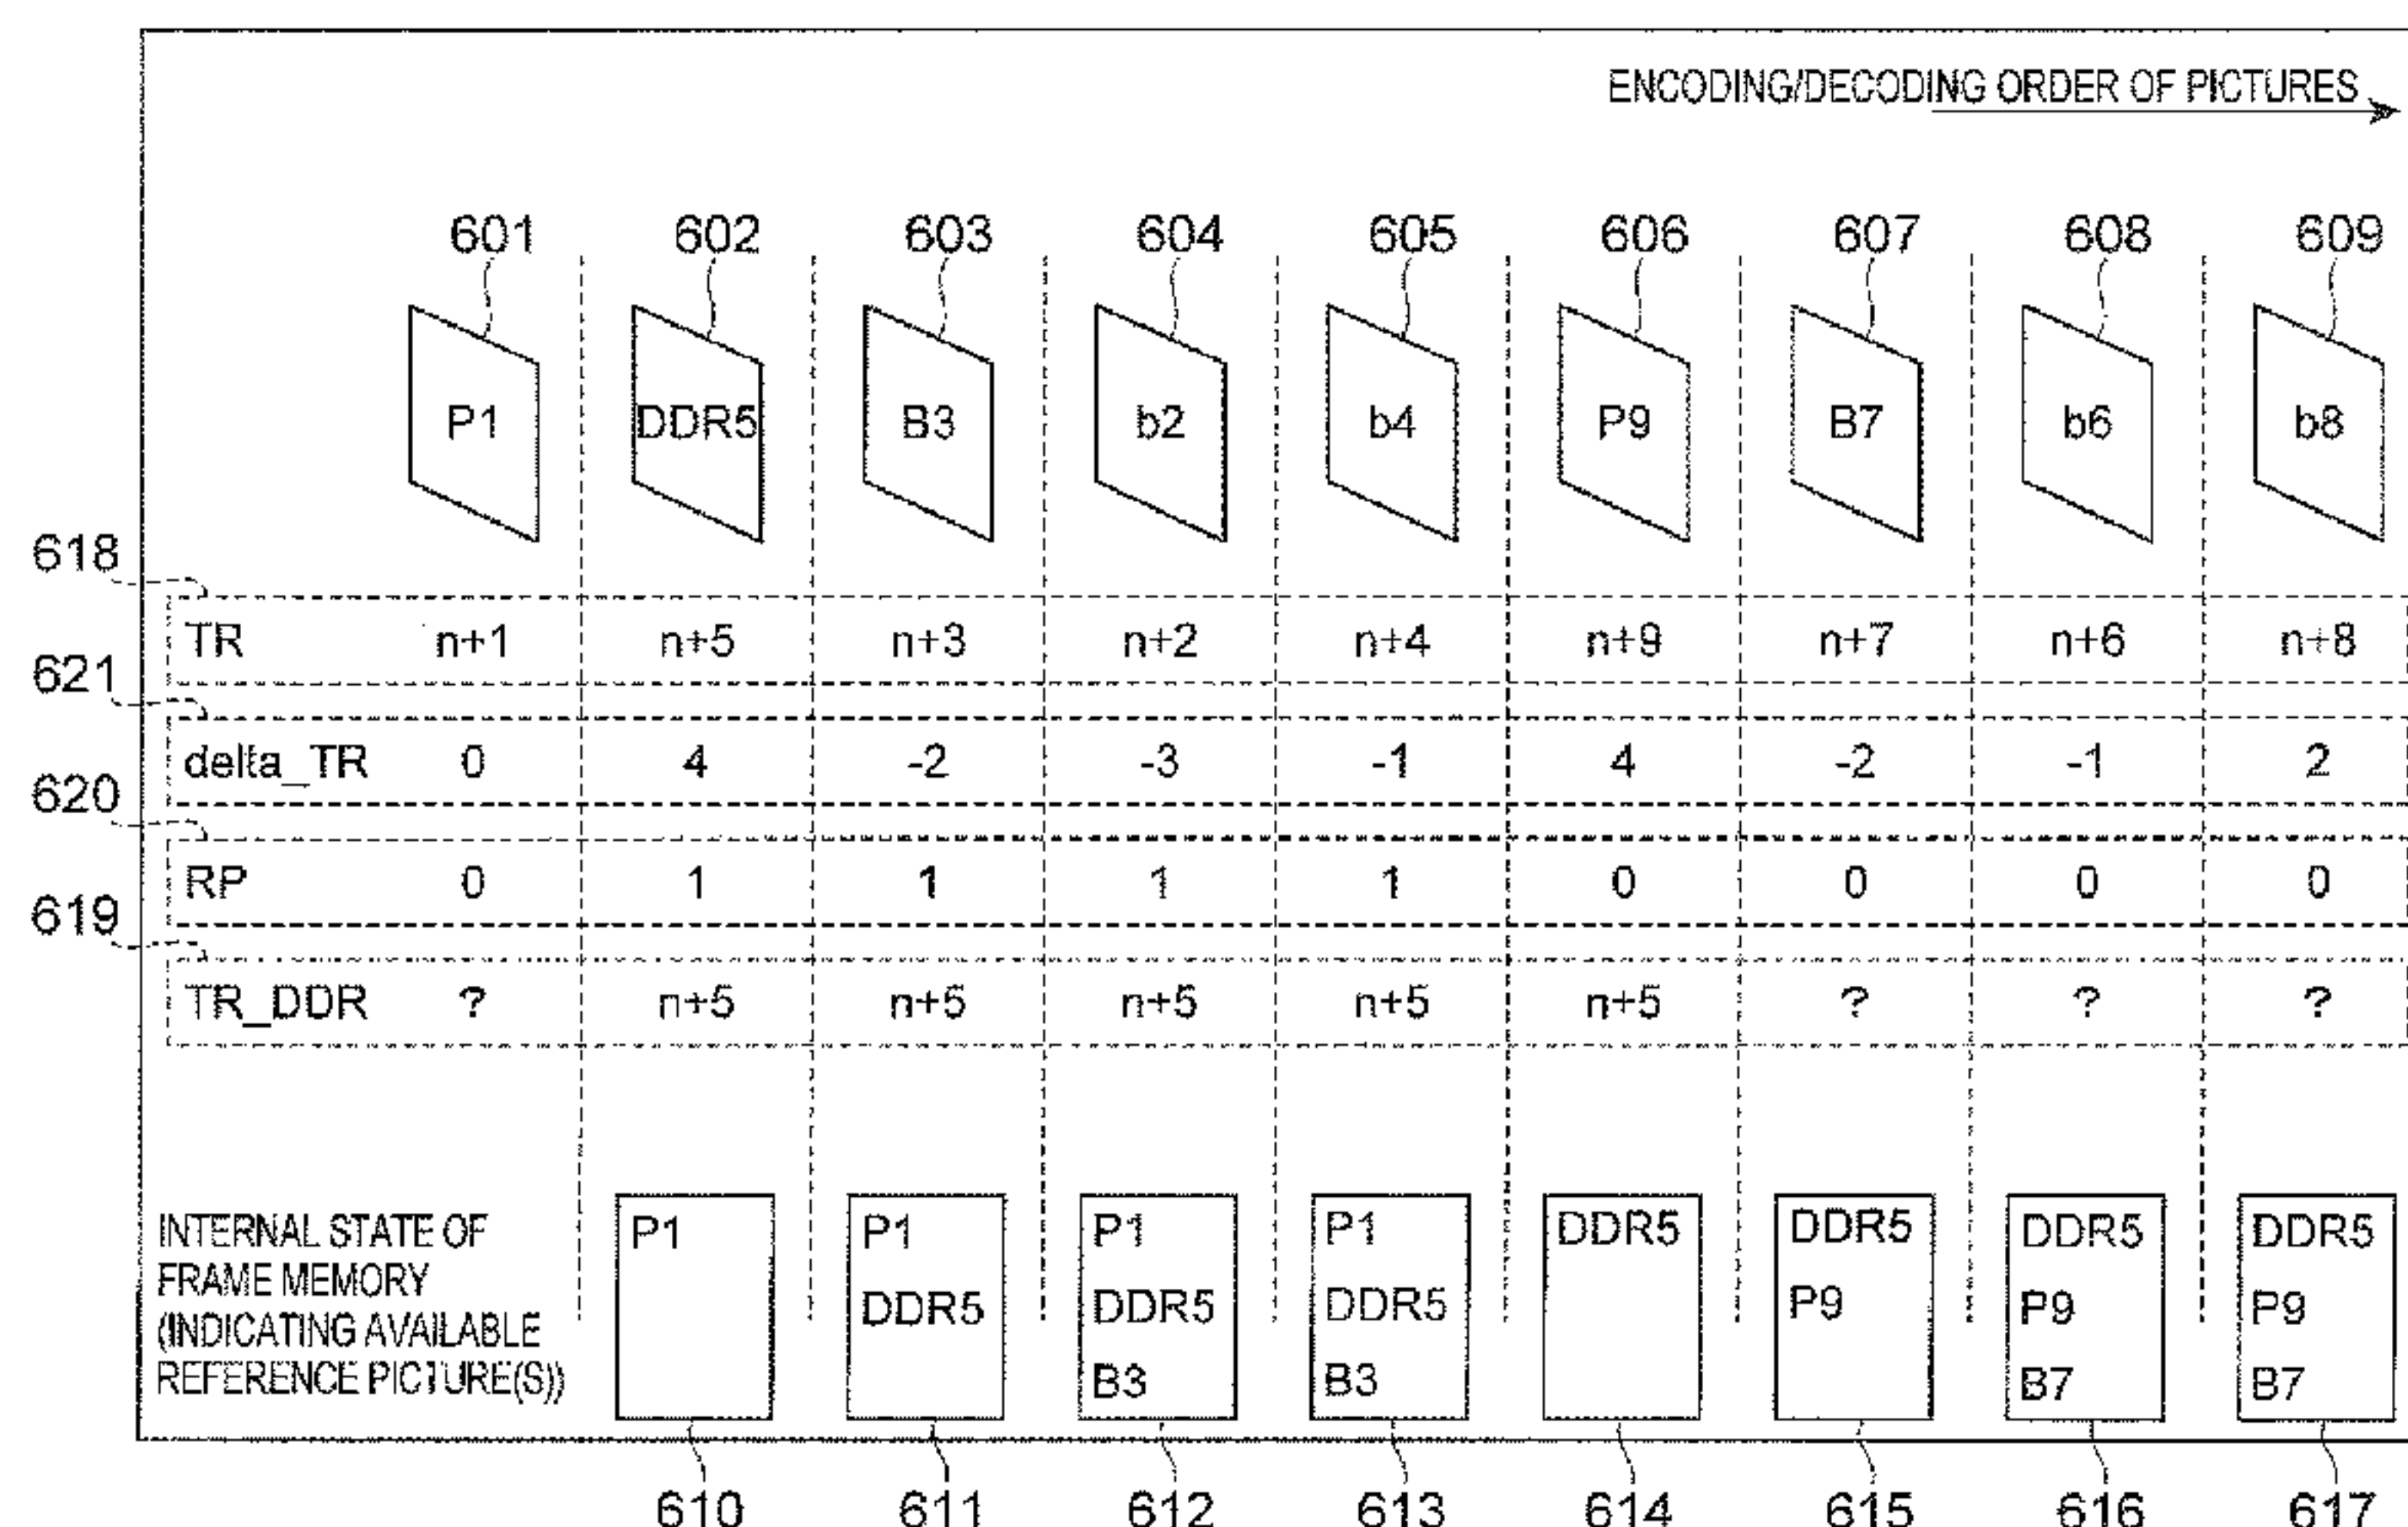 ENCODING/DECODING ORDER OF PICTURES
601 602 603 604 605 606 607 608 609
P1 DDR5 B3 b2 b4 P9 B7 b6 b8
618
TR n+1 n+5 n+3 n+2 n+4 n+9 n+7 n+6 n+8
621
delta_TR 0 4 -2 -3 -1 4 -2 -1 2
620
RP 0 1 1 1 1 0 0 0 0
619
TR_DDR ? n+5 n+5 n+5 n+5 n+5 ? ? ?
INTERNAL STATE OF
FRAME MEMORY
(INDICATING AVAILABLE
REFERENCE PICTURE(S))
P1 P1 P1 P1 DDR5 DDR5 DDR5 DDR5
DDR5 DDR5 DDR5 P9 P9 P9
B3 B3 B7 B7
610 611 612 613 614 615 616 617